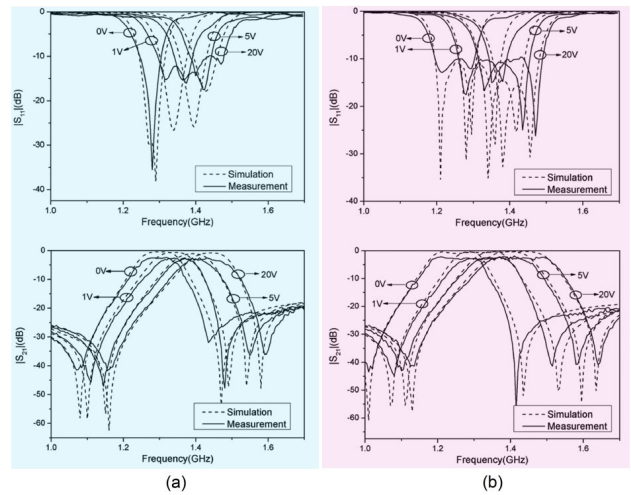 0
-10
-20
-30
-40
|S11|(dB)
0V
1V
5V
20V
Simulation
Measurement
1.0
1.2
1.4
1.6
Frequency(GHz)
0
-10
-20
-30
-40
|S11|(dB)
0V
1V
5V
20V
Simulation
Measurement
1.0
1.2
1.4
1.6
Frequency(GHz)
0
-10
-20
-30
-40
-50
-60
|S21|(dB)
0V
1V
20V
5V
Simulation
Measurement
1.0
1.2
1.4
1.6
Frequency(GHz)
0
-10
-20
-30
-40
-50
-60
|S21|(dB)
0V
1V
5V
20V
Simulation
Measurement
1.0
1.2
1.4
1.6
Frequency(GHz)
(a)
(b)